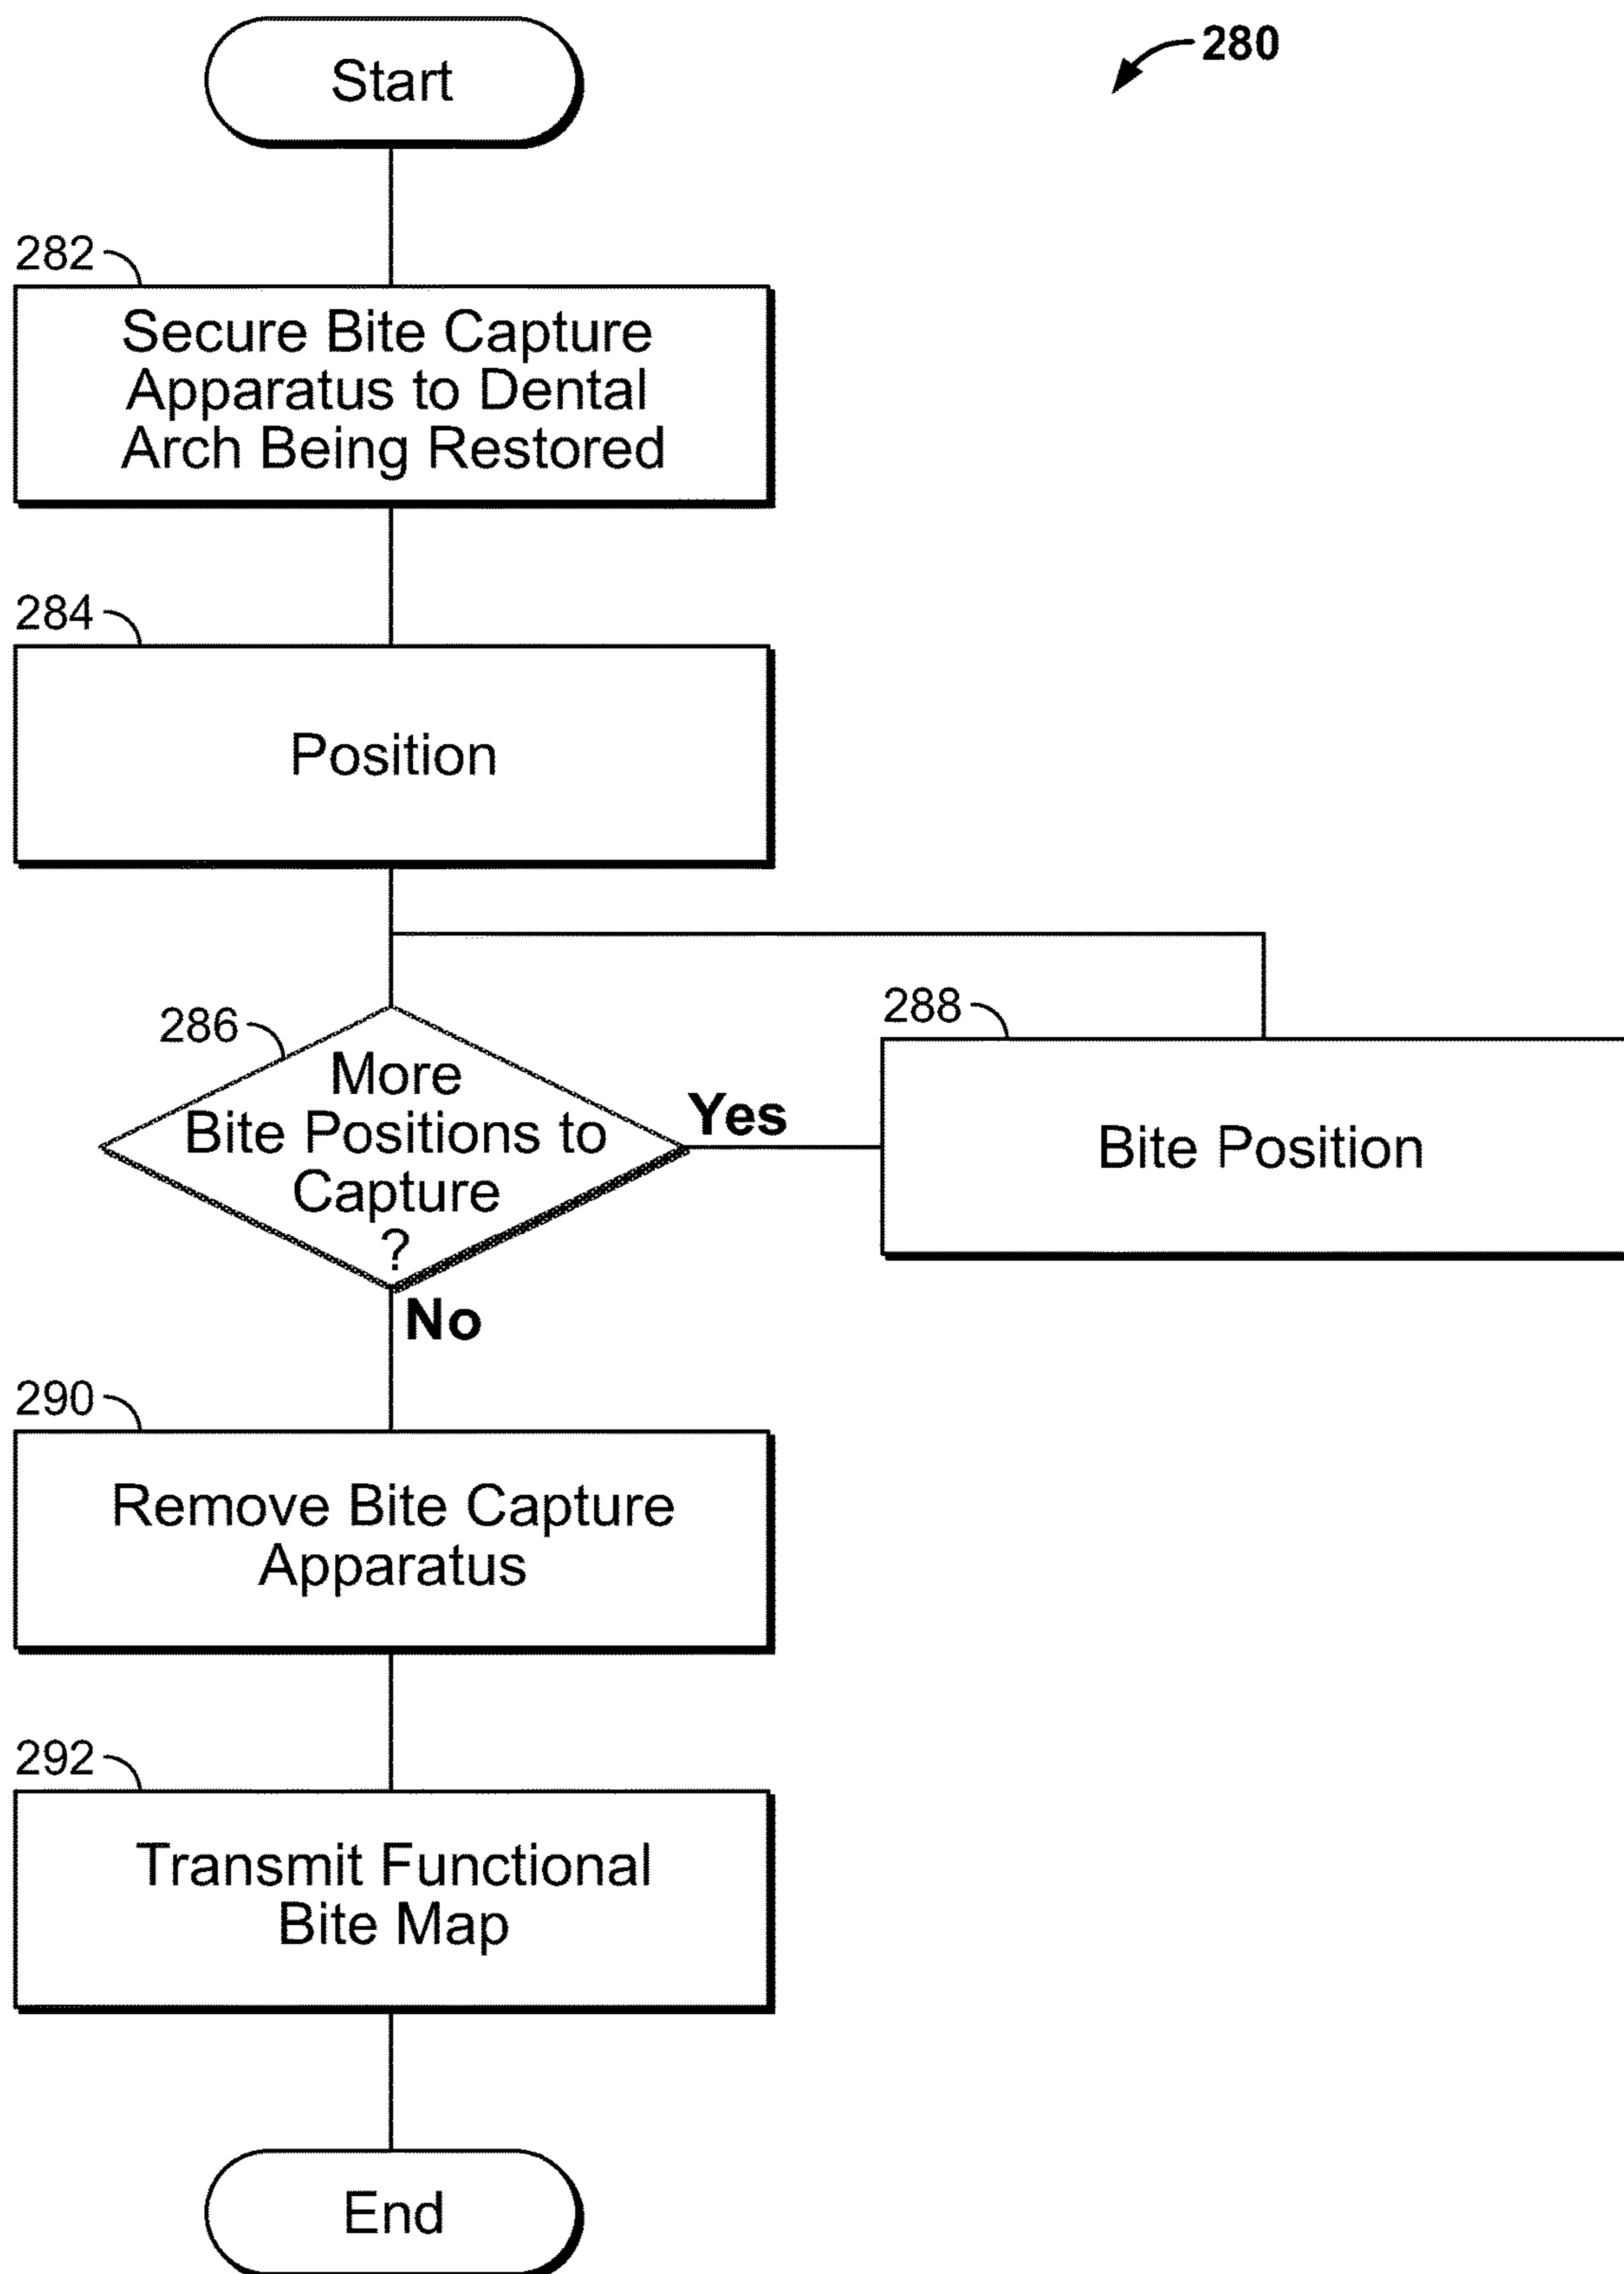 280
Start
282
Secure Bite Capture
Apparatus to Dental
Arch Being Restored
284
Position
286
More
Bite Positions to
Capture
?
Yes
288
Bite Position
No
290
Remove Bite Capture
Apparatus
292
Transmit Functional
Bite Map
End